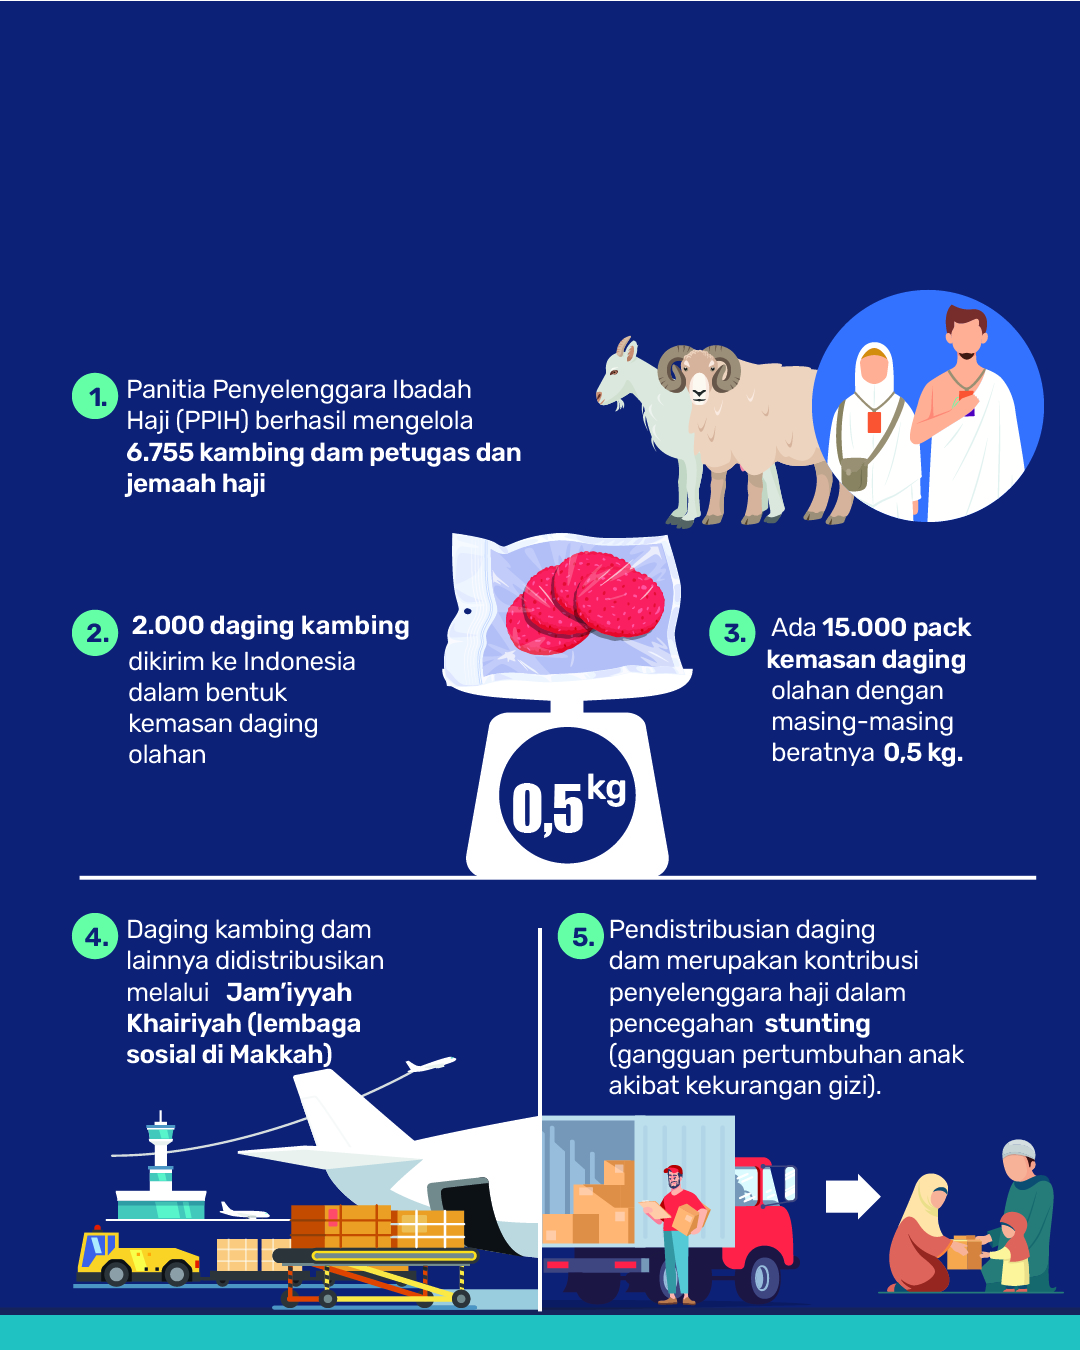 1. Panitia Penyelenggara Ibadah
Haji (PPIH) berhasil mengelola
6.755 kambing dam petugas dan
jemaah haji
2. 2.000 daging kambing
dikirim ke Indonesia
dalam bentuk
kemasan daging
olahan
0,5 kg
3. Ada 15.000 pack
kemasan daging
olahan dengan
masing-masing
beratnya 0,5 kg.
4. Daging kambing dam
lainnya didistribusikan
melalui Jam'iyyah
Khairiyah (lembaga
sosial di Makkah)
5. Pendistribusian daging
dam merupakan kontribusi
penyelenggara haji dalam
pencegahan stunting
(gangguan pertumbuhan anak
akibat kekurangan gizi).